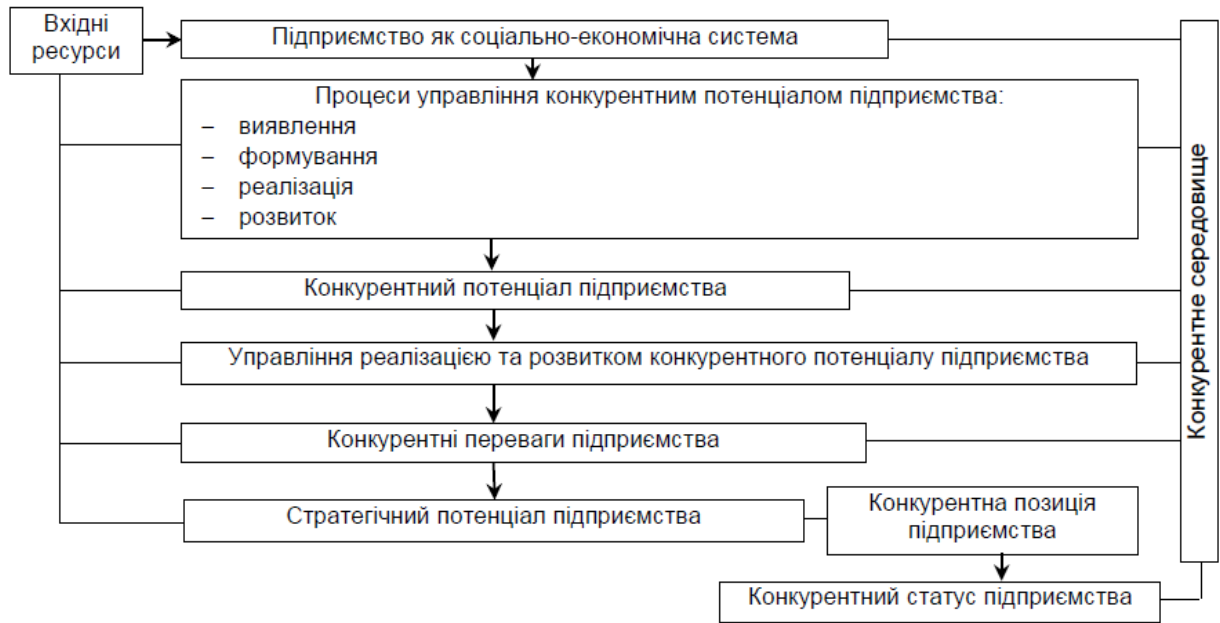 Вхідні
ресурси
Підприємство як соціально-економічна система
Процеси управління конкурентним потенціалом підприємства:
– виявлення
– формування
– реалізація
– розвиток
Конкурентний потенціал підприємства
Управління реалізацією та розвитком конкурентного потенціалу підприємства
Конкурентні переваги підприємства
Стратегічний потенціал підприємства
Конкурентна позиція
підприємства
Конкурентний статус підприємства
Конкурентне середовище